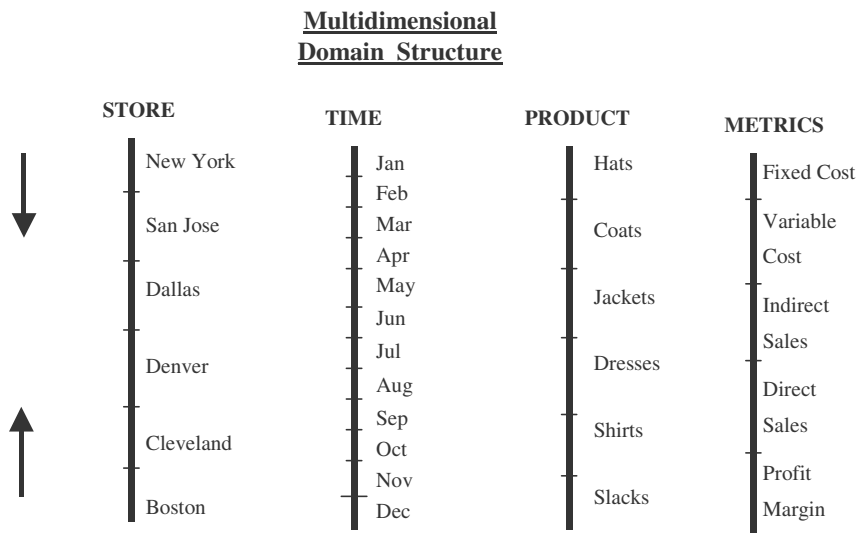 Multidimensional
Domain Structure
STORE
New York
San Jose
Dallas
Denver
Cleveland
Boston
TIME
Jan
Feb
Mar
Apr
May
Jun
Jul
Aug
Sep
Oct
Nov
Dec
PRODUCT
Hats
Coats
Jackets
Dresses
Shirts
Slacks
METRICS
Fixed Cost
Variable
Cost
Indirect
Sales
Direct
Sales
Profit
Margin